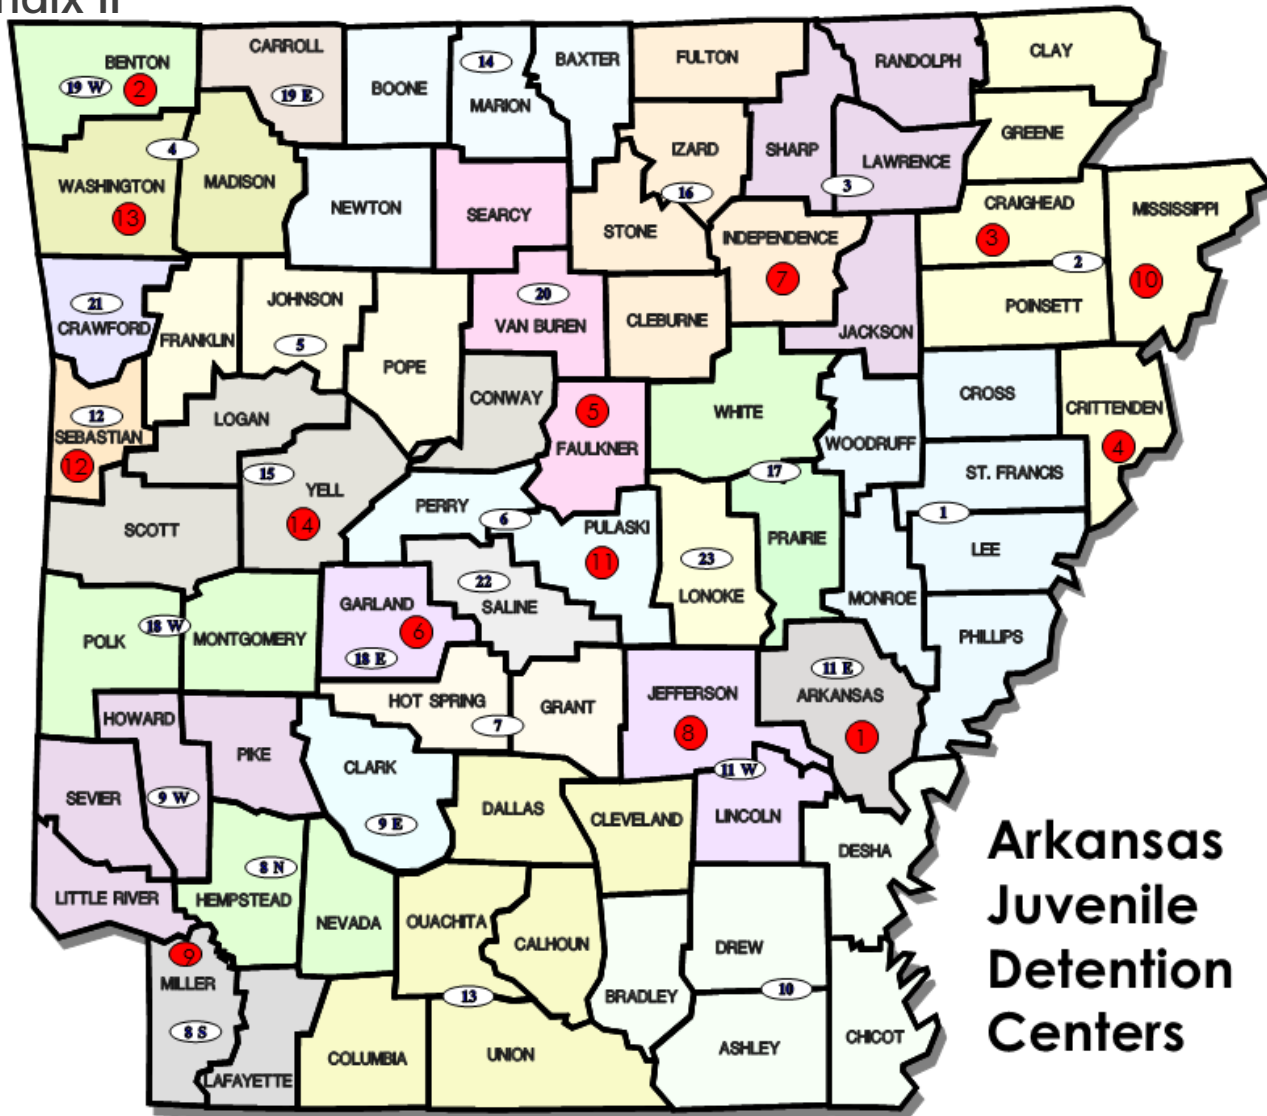 ndix II
BENTON
19 W
2
CARROLL
19 E
BOONE
14
MARION
BAXTER
FULTON
RANDOLPH
CLAY
GREENE
4
WASHINGTON
13
MADISON
NEWTON
SEARCY
IZARD
16
STONE
SHARP
LAWRENCE
3
INDEPENDENCE
7
CRAIGHEAD
3
2
MISSISSIPPI
10
POINSETT
21
CRAWFORD
FRANKLIN
JOHNSON
5
POPE
20
VAN BUREN
CLEBURNE
JACKSON
12
SEBASTIAN
12
LOGAN
CONWAY
5
FAULKNER
WHITE
WOODRUFF
CROSS
CRITTENDEN
4
SCOTT
15
YELL
14
PERRY
6
PULASKI
11
17
PRAIRIE
23
LONOKE
ST. FRANCIS
1
LEE
MONROE
PHILLIPS
POLK
18 W
MONTGOMERY
GARLAND
6
18 E
22
SALINE
HOT SPRING
7
GRANT
JEFFERSON
8
11 E
ARKANSAS
1
HOWARD
PIKE
CLARK
9 E
SEVIER
9 W
DALLAS
CLEVELAND
11 W
LINCOLN
DESHA
LITTLE RIVER
8 N
HEMPSTEAD
NEVADA
OUACHITA
CALHOUN
DREW
10
BRADLEY
9
MILLER
8 S
LAFAYETTE
COLUMBIA
13
UNION
ASHLEY
CHICOT
Arkansas
Juvenile
Detention
Centers